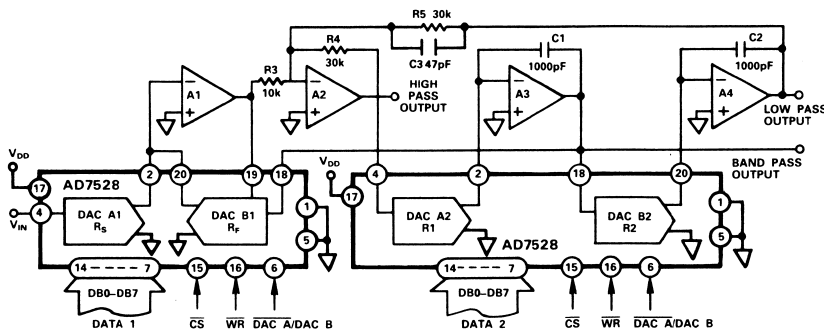 R5 30k
R4
30k
C3 47pF
C1
1000pF
C2
1000pF
R3
10k
A1
A2
A3
A4
HIGH
PASS
OUTPUT
LOW PASS
OUTPUT
BAND PASS
OUTPUT
VDD
17
AD7528
2
20
19
18
VDD
17
4
2
18
20
VIN
4
DAC A1
RS
DAC B1
RF
1
5
DAC A2
R1
AD7528
DAC B2
R2
1
5
14 ---- 7
15
16
6
14 ---- 7
15
16
6
DB0–DB7
DB0–DB7
DATA 1
CS
WR
DAC A/DAC B
DATA 2
CS
WR
DAC A/DAC B